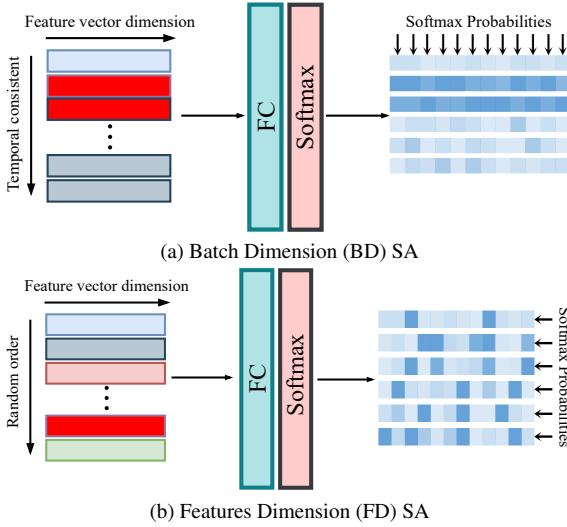 Feature vector dimension
Softmax Probabilities
Temporal consistent
FC
Softmax
(a) Batch Dimension (BD) SA
Feature vector dimension
Random order
FC
Softmax
Softmax Probabilities
(b) Features Dimension (FD) SA